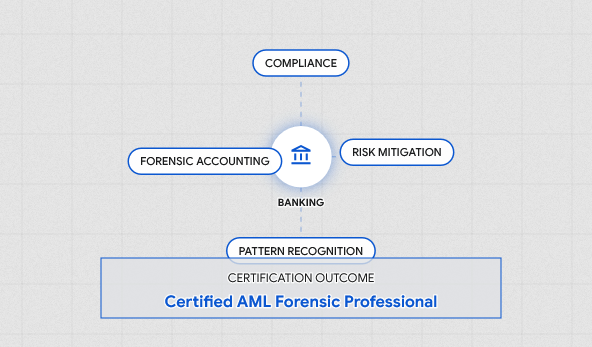 COMPLIANCE
FORENSIC ACCOUNTING
RISK MITIGATION
BANKING
PATTERN RECOGNITION
CERTIFICATION OUTCOME
Certified AML Forensic Professional